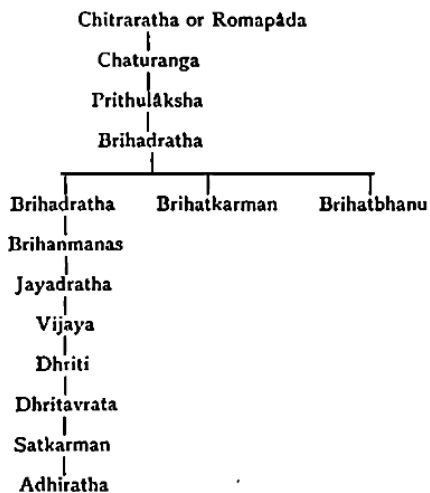 Chitraratha or Romapâda
Chaturanga
Prithulâksha
Brihadratha
Brihadratha Brihatkarman Brihatbhanu
Brihanmanas
Jayadratha
Vijaya
Dhriti
Dhritavrata
Satkarman
Adhiratha